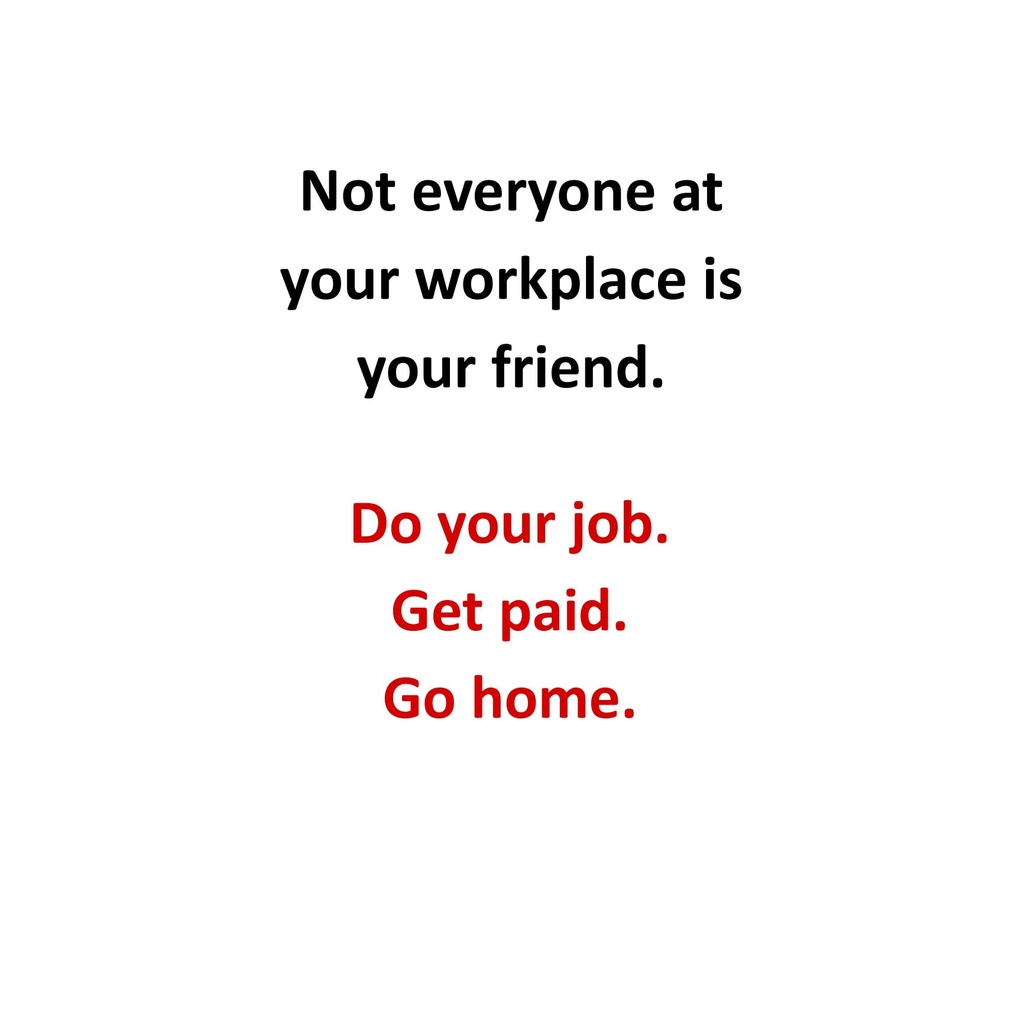 Not everyone at
your workplace is
your friend.
Do your job.
Get paid.
Go home.